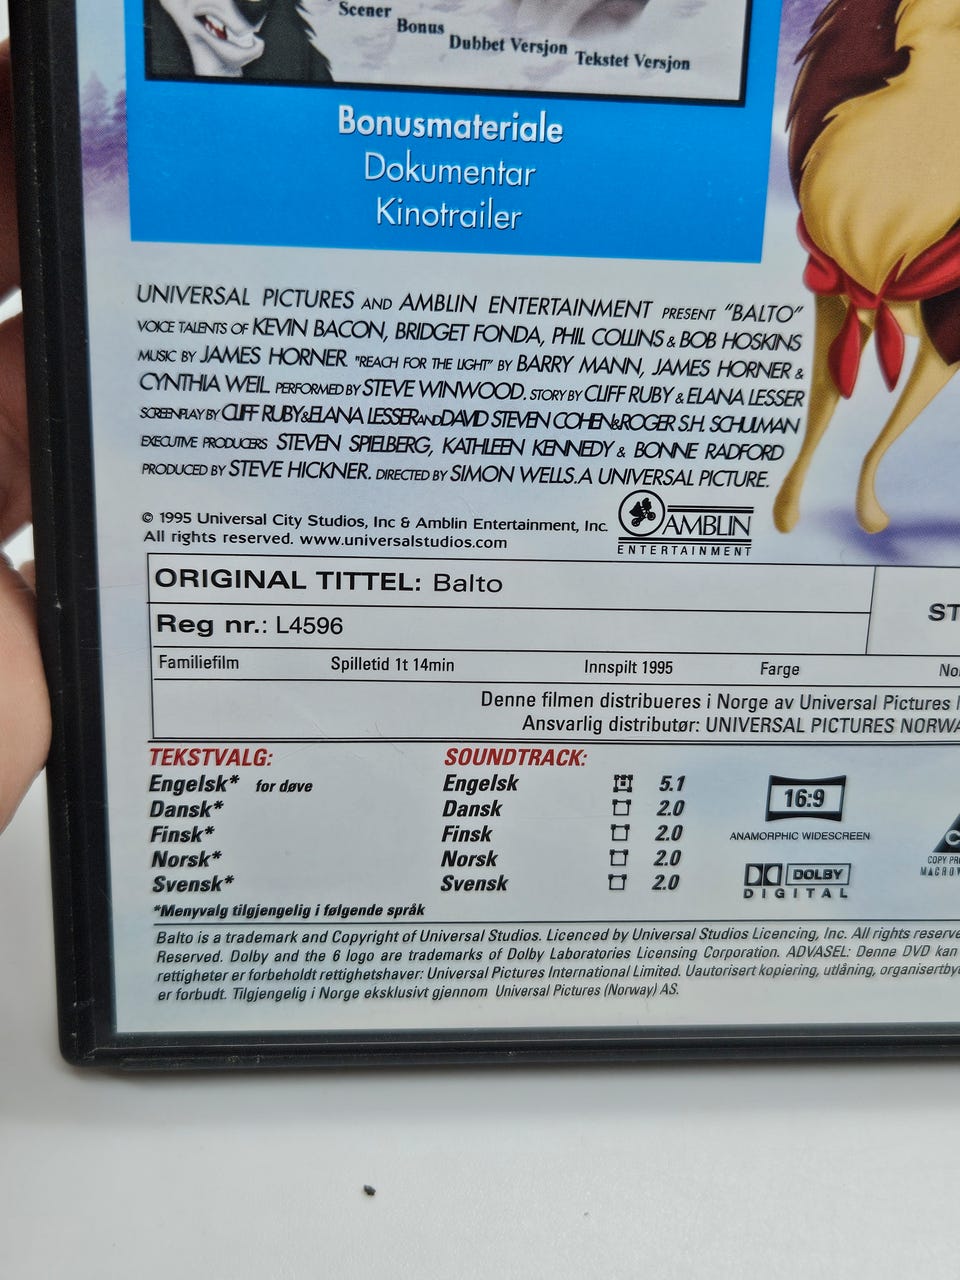 Scener
Bonus
Dubbet Versjon
Tekstet Versjon
Bonusmateriale
Dokumentar
Kinotrailer
UNIVERSAL PICTURES AND AMBLIN ENTERTAINMENT PRESENT "BALTO"
VOICE TALENTS OF KEVIN BACON, BRIDGET FONDA, PHIL COLLINS & BOB HOSKINS
MUSIC BY JAMES HORNER. "REACH FOR THE LIGHT" BY BARRY MANN, JAMES HORNER &
CYNTHIA WEIL. PERFORMED BY STEVE WINWOOD. STORY BY CLIFF RUBY & ELANA LESSER
SCREENPLAY BY CLIFF RUBY&ELANA LESSERANDDAVID STEVEN COHEN&ROGER S.H. SCHULMAN
EXECUTIVE PRODUCERS STEVEN SPIELBERG, KATHLEEN KENNEDY & BONNE RADFORD
PRODUCED BY STEVE HICKNER. DIRECTED BY SIMON WELLS.A UNIVERSAL PICTURE.
© 1995 Universal City Studios, Inc & Amblin Entertainment, Inc.
All rights reserved. www.universalstudios.com
AMBLIN
ENTERTAINMENT
ORIGINAL TITTEL: Balto
ST
Reg nr.: L4596
Familiefilm Spilletid 1t 14min Innspilt 1995 Farge No
Denne filmen distribueres i Norge av Universal Pictures
Ansvarlig distributør: UNIVERSAL PICTURES NORWA
TEKSTVALG: SOUNDTRACK:
Engelsk* for døve Engelsk 5.1
Dansk* Dansk 2.0
Finsk* Finsk 2.0
Norsk* Norsk 2.0
Svensk* Svensk 2.0
*Menyvalg tilgjengelig i følgende språk
16:9
ANAMORPHIC WIDESCREEN
DOLBY
DIGITAL
C
COPY PR
MACROV
Balto is a trademark and Copyright of Universal Studios. Licenced by Universal Studios Licencing, Inc. All rights reserve
Reserved. Dolby and the 6 logo are trademarks of Dolby Laboratories Licensing Corporation. ADVASEL: Denne DVD kan
rettigheter er forbeholdt rettighetshaver: Universal Pictures International Limited. Uautorisert kopiering, utlåning, organisertby
er forbudt. Tilgjengelig i Norge eksklusivt gjennom Universal Pictures (Norway) AS.